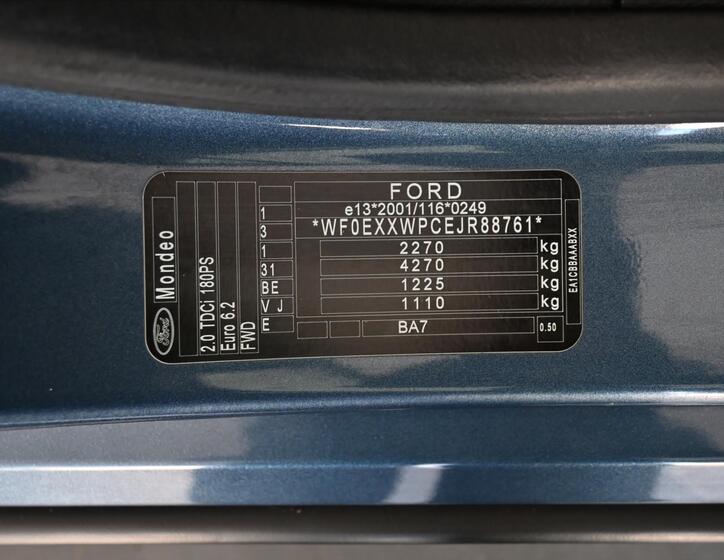 FORD
e13*2001/116*0249
*WF0EXXWPCEJR88761*
1 2270 kg
31 4270 kg
BE 1225 kg
V J 1110 kg
E BA7 0.50
1
3
Ford
Mondeo
2.0 TDCi 180PS
Euro 6.2
FWD
EA1CBBAAABXX